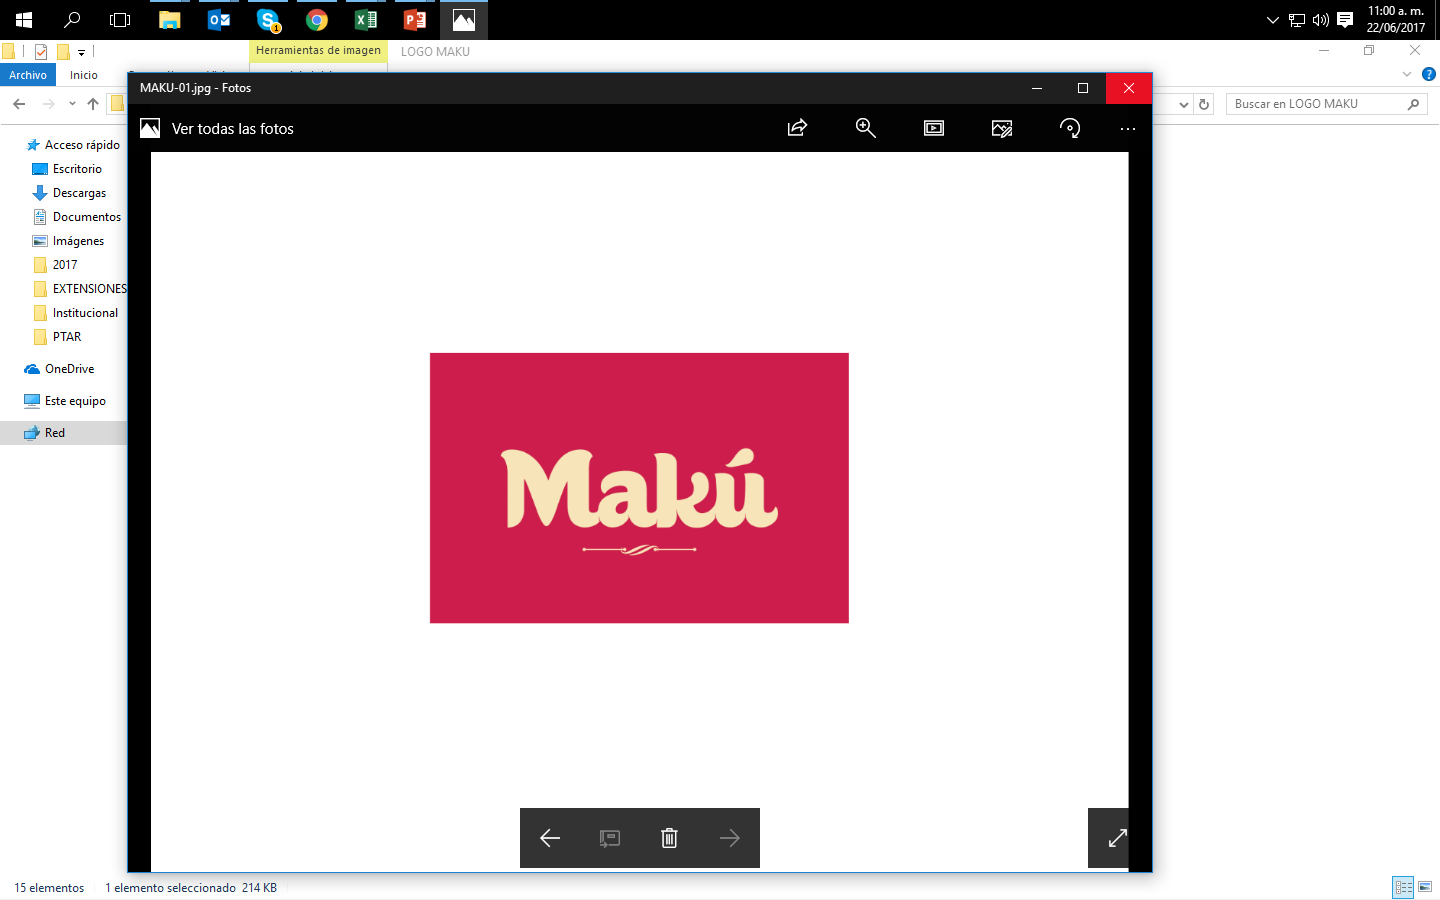 11:00 a. m.
22/06/2017
Herramientas de imagen
LOGO MAKU
Archivo
Inicio
MAKU-01.jpg - Fotos
Ver todas las fotos
Buscar en LOGO MAKU
Acceso rápido
Escritorio
Descargas
Documentos
Imágenes
2017
EXTENSIONES
Institucional
PTAR
OneDrive
Este equipo
Red
Makú
15 elementos
1 elemento seleccionado 214 KB